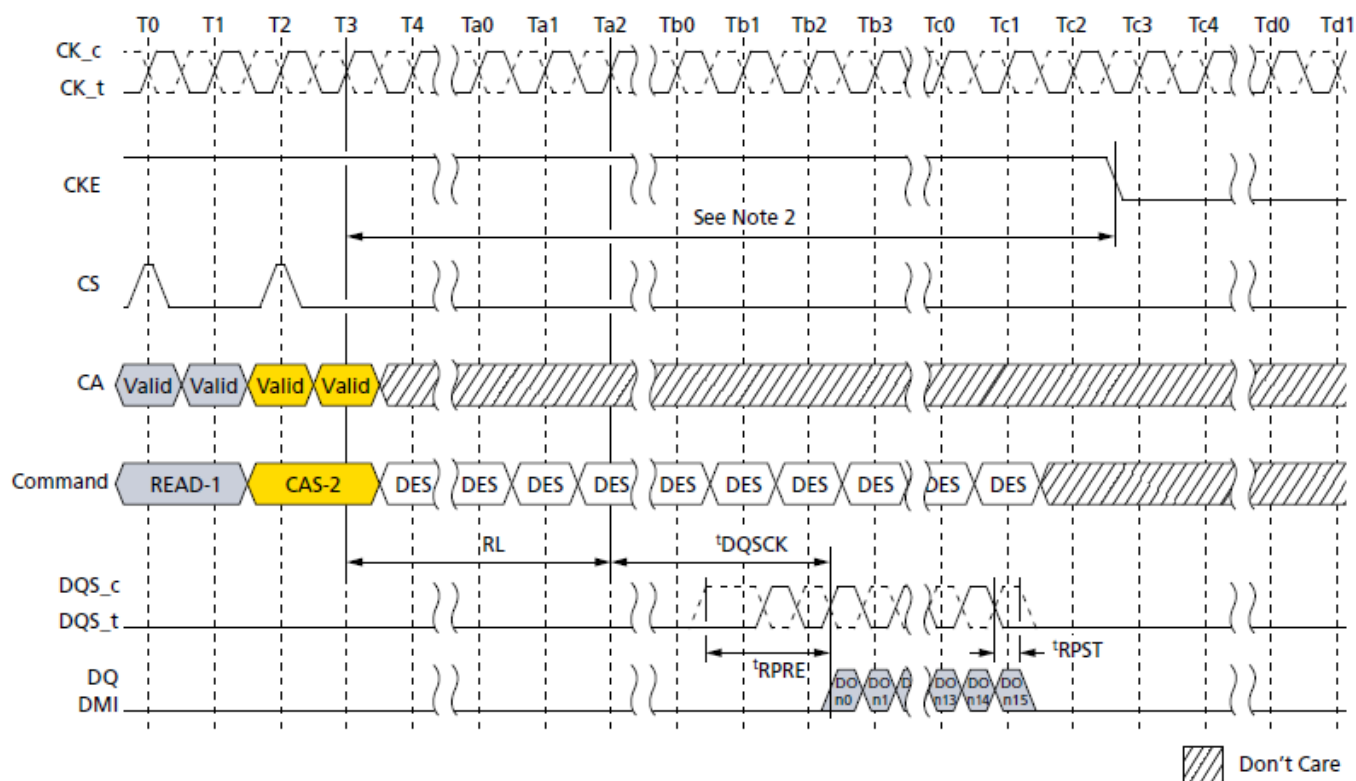 T0 T1 T2 T3 T4 Ta0 Ta1 Ta2 Tb0 Tb1 Tb2 Tb3 Tc0 Tc1 Tc2 Tc3 Tc4 Td0 Td1
CK_c
CK_t
CKE
See Note 2
CS
CA Valid Valid Valid Valid
Command READ-1 CAS-2 DES DES DES DES DES DES DES DES DES DES
RL tDQSCK
DQS_c
DQS_t
tRPRE tRPST
DQ
DMI
DO n0 DO n1 D DO n13 DO n14 DO n15
Don't Care